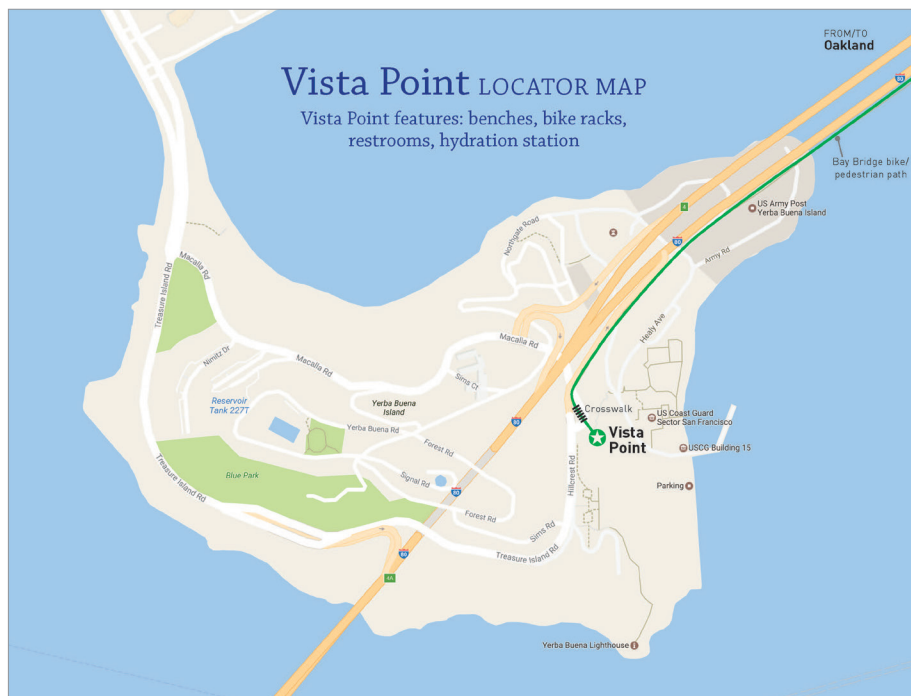 FROM/TO
Oakland
Vista Point LOCATOR MAP
Vista Point features: benches, bike racks,
restrooms, hydration station
80
Bay Bridge bike/
pedestrian path
US Army Post
Yerba Buena Island
4
80
Northgate Road
Army Rd
Macalla Rd
Treasure Island Rd
Healy Ave
Macalla Rd
Nimitz Dr
Macalla Rd
Sims Ct
Reservoir
Tank 227T
Yerba Buena
Island
Crosswalk
US Coast Guard
Sector San Francisco
80
Yerba Buena Rd
Vista
Point
Forest Rd
USCG Building 15
Blue Park
Signal Rd
Hillcrest Rd
Parking
80
Treasure Island Rd
Forest Rd
Sims Rd
80
Treasure Island Rd
4A
Yerba Buena Lighthouse